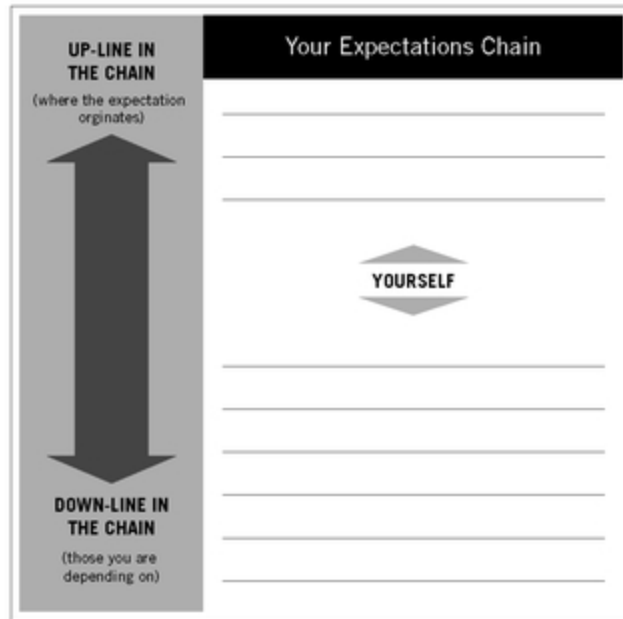 UP-LINE IN
THE CHAIN
(where the expectation
orginates)
Your Expectations Chain
YOURSELF
DOWN-LINE IN
THE CHAIN
(those you are
depending on)